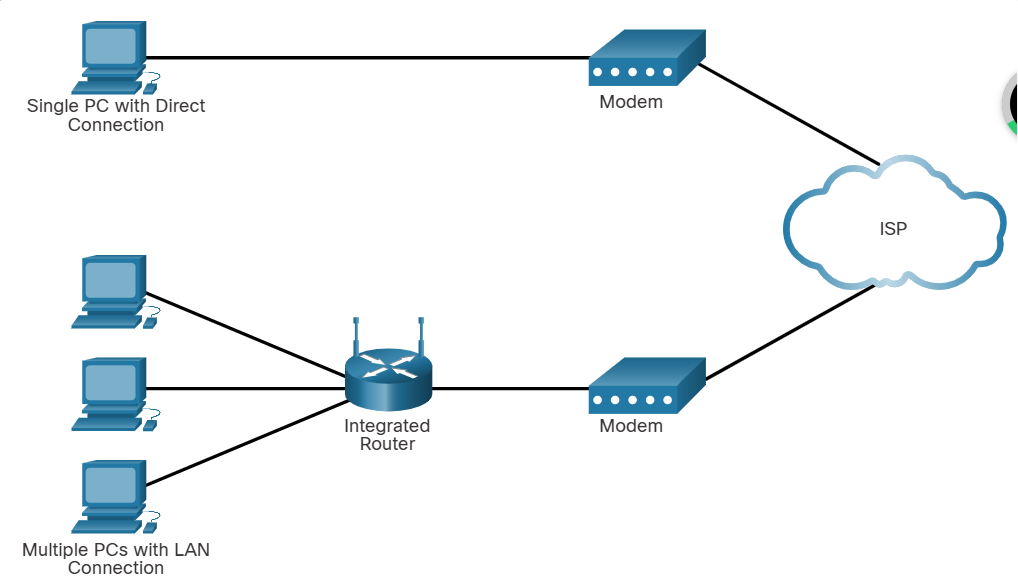 Single PC with Direct
Connection
Modem
ISP
Integrated
Router
Modem
Multiple PCs with LAN
Connection